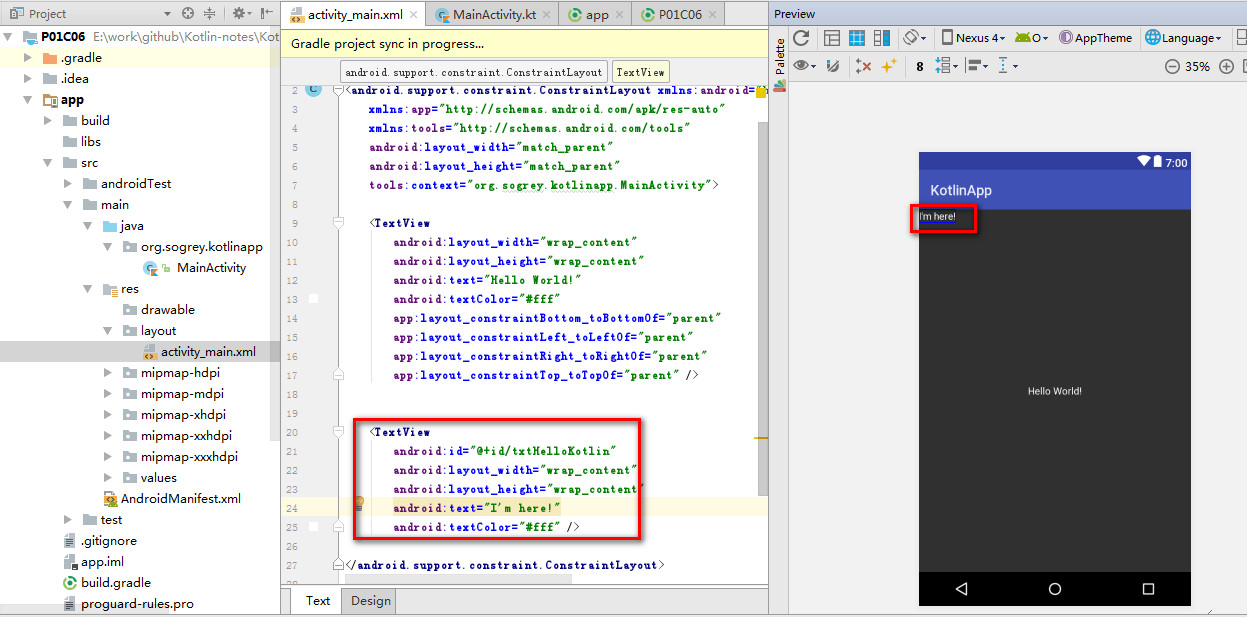 Project
P01C06 E:\work\github\Kotlin-notes\Kot
.gradle
.idea
app
build
libs
src
androidTest
main
java
org.sogrey.kotlinapp
MainActivity
res
drawable
layout
activity_main.xml
mipmap-hdpi
mipmap-mdpi
mipmap-xhdpi
mipmap-xxhdpi
mipmap-xxxhdpi
values
AndroidManifest.xml
test
.gitignore
app.iml
build.gradle
proguard-rules.pro
activity_main.xml MainActivity.kt app P01C06
Gradle project sync in progress...
android.support.constraint.ConstraintLayout TextView
2 C <android.support.constraint.ConstraintLayout xmlns:android=
3 xmlns:app="http://schemas.android.com/apk/res-auto"
4 xmlns:tools="http://schemas.android.com/tools"
5 android:layout_width="match_parent"
6 android:layout_height="match_parent"
7 tools:context="org.sogrey.kotlinapp.MainActivity">
8
9 <TextView
10 android:layout_width="wrap_content"
11 android:layout_height="wrap_content"
12 android:text="Hello World!"
13 android:textColor="#fff"
14 app:layout_constraintBottom_toBottomOf="parent"
15 app:layout_constraintLeft_toLeftOf="parent"
16 app:layout_constraintRight_toRightOf="parent"
17 app:layout_constraintTop_toTopOf="parent" />
18
19
20 <TextView
21 android:id="@+id/txtHelloKotlin"
22 android:layout_width="wrap_content"
23 android:layout_height="wrap_content"
24 android:text="I'm here!"
25 android:textColor="#fff" />
26
27 </android.support.constraint.ConstraintLayout>
28
Text Design
Preview
Palette
Nexus 4 O AppTheme Language
8 35%
7:00
KotlinApp
I'm here!
Hello World!